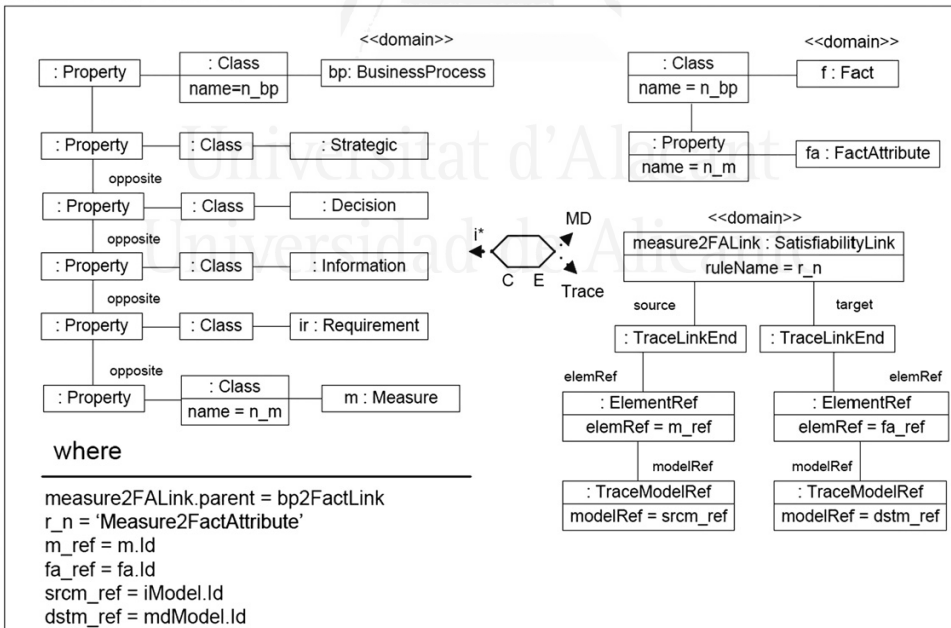 <<domain>>
: Property
: Class
name=n_bp
bp: BusinessProcess
: Property
: Class
: Strategic
opposite
: Property
: Class
: Decision
opposite
: Property
: Class
: Information
opposite
: Property
: Class
ir : Requirement
opposite
: Property
: Class
name = n_m
m : Measure
where
measure2FALink.parent = bp2FactLink
r_n = ‘Measure2FactAttribute’
m_ref = m.Id
fa_ref = fa.Id
srcm_ref = iModel.Id
dstm_ref = mdModel.Id
i*
C
E
MD
Trace
<<domain>>
: Class
name = n_bp
f : Fact
: Property
name = n_m
fa : FactAttribute
<<domain>>
measure2FALink : SatisfiabilityLink
ruleName = r_n
source
target
: TraceLinkEnd
: TraceLinkEnd
elemRef
elemRef
: ElementRef
elemRef = m_ref
: ElementRef
elemRef = fa_ref
modelRef
modelRef
: TraceModelRef
modelRef = srcm_ref
: TraceModelRef
modelRef = dstm_ref
Universitat d'Alacant
Universidad de Alicante